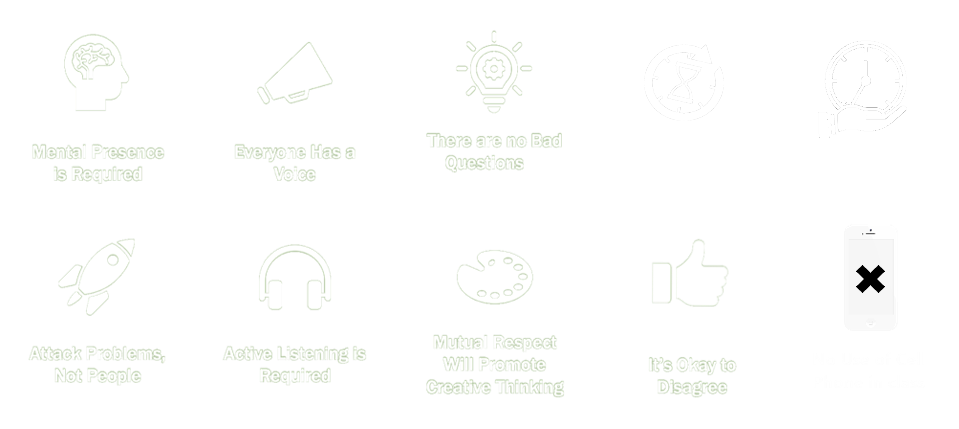 Mental Presence
is Required
Everyone Has a
Voice
There are no Bad
Questions
Attack Problems,
Not People
Active Listening is
Required
Mutual Respect
Will Promote
Creative Thinking
It's Okay to
Disagree